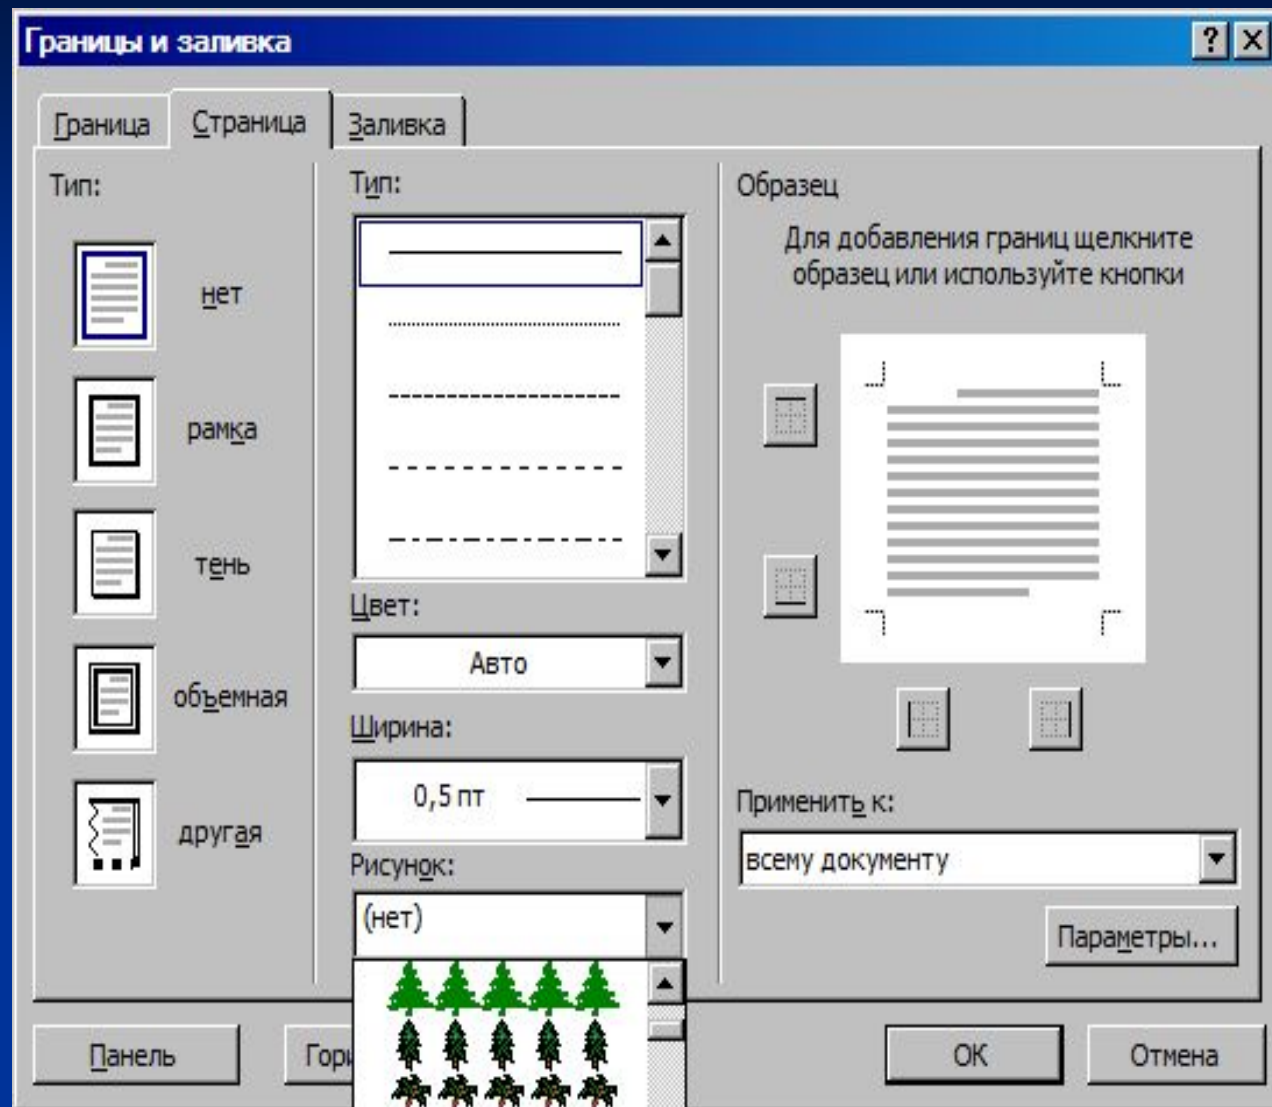 Границы и заливка
Граница
Страница
Заливка
Тип:
нет
рамка
тень
объемная
другая
Тип:
Цвет:
Авто
Ширина:
0,5 пт
Рисунок:
(нет)
Образец
Для добавления границ щелкните
образец или используйте кнопки
Применить к:
всему документу
Параметры...
Панель
ОК
Отмена